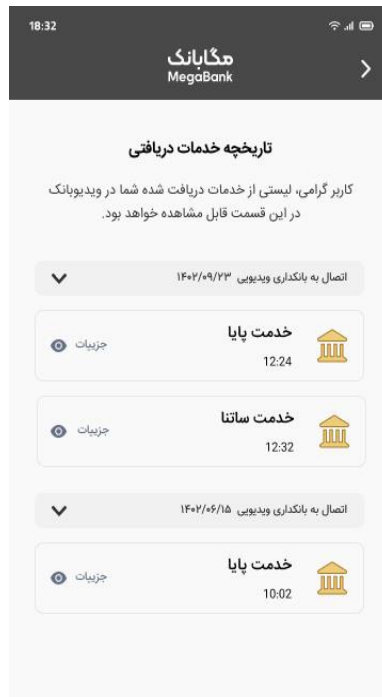 18:32
مگابانک
MegaBank
تاریخچه خدمات دریافتی
کاربر گرامی، لیستی از خدمات دریافت شده شما در ویدیوبانک
در این قسمت قابل مشاهده خواهد بود.
اتصال به بانکداری ویدیویی ۱۴۰۲/۰۹/۲۳
خدمت پایا
جزییات
12:24
خدمت ساتنا
جزییات
12:32
اتصال به بانکداری ویدیویی ۱۴۰۲/۰۶/۱۵
خدمت پایا
جزییات
10:02